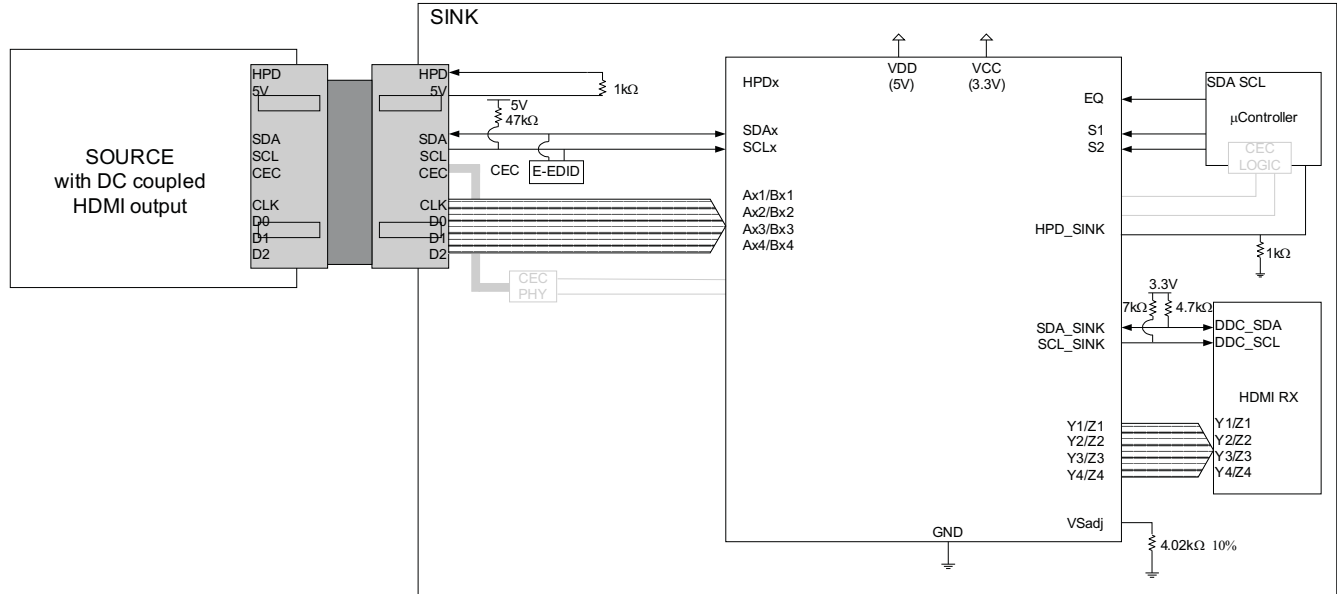 SINK
SOURCE
with DC coupled
HDMI output
HPD
5V
SDA
SCL
CEC
CLK
D0
D1
D2
HPD
5V
SDA
SCL
CEC
CLK
D0
D1
D2
1kΩ
5V
47kΩ
CEC
E-EDID
CEC
PHY
HPDx
SDAx
SCLx
Ax1/Bx1
Ax2/Bx2
Ax3/Bx3
Ax4/Bx4
VDD
(5V)
VCC
(3.3V)
EQ
S1
S2
HPD_SINK
SDA_SINK
SCL_SINK
Y1/Z1
Y2/Z2
Y3/Z3
Y4/Z4
VSadj
GND
SDA SCL
μController
CEC
LOGIC
1kΩ
3.3V
7kΩ
4.7kΩ
DDC_SDA
DDC_SCL
HDMI RX
Y1/Z1
Y2/Z2
Y3/Z3
Y4/Z4
4.02kΩ 10%